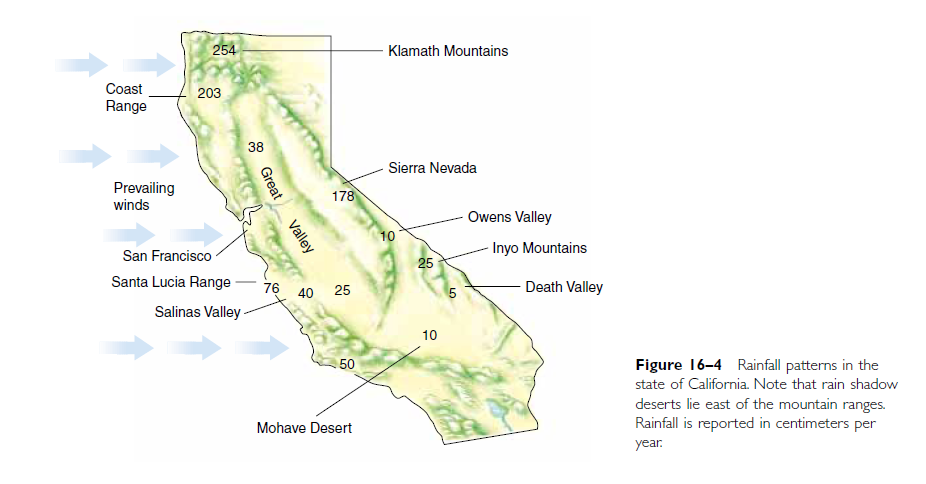 254
Klamath Mountains
Coast
Range
203
38
Great
Valley
Sierra Nevada
178
Prevailing
winds
Owens Valley
10
San Francisco
Inyo Mountains
25
Santa Lucia Range
76
40
25
5
Death Valley
Salinas Valley
10
50
Mohave Desert
Figure 16–4 Rainfall patterns in the
state of California. Note that rain shadow
deserts lie east of the mountain ranges.
Rainfall is reported in centimeters per
year.